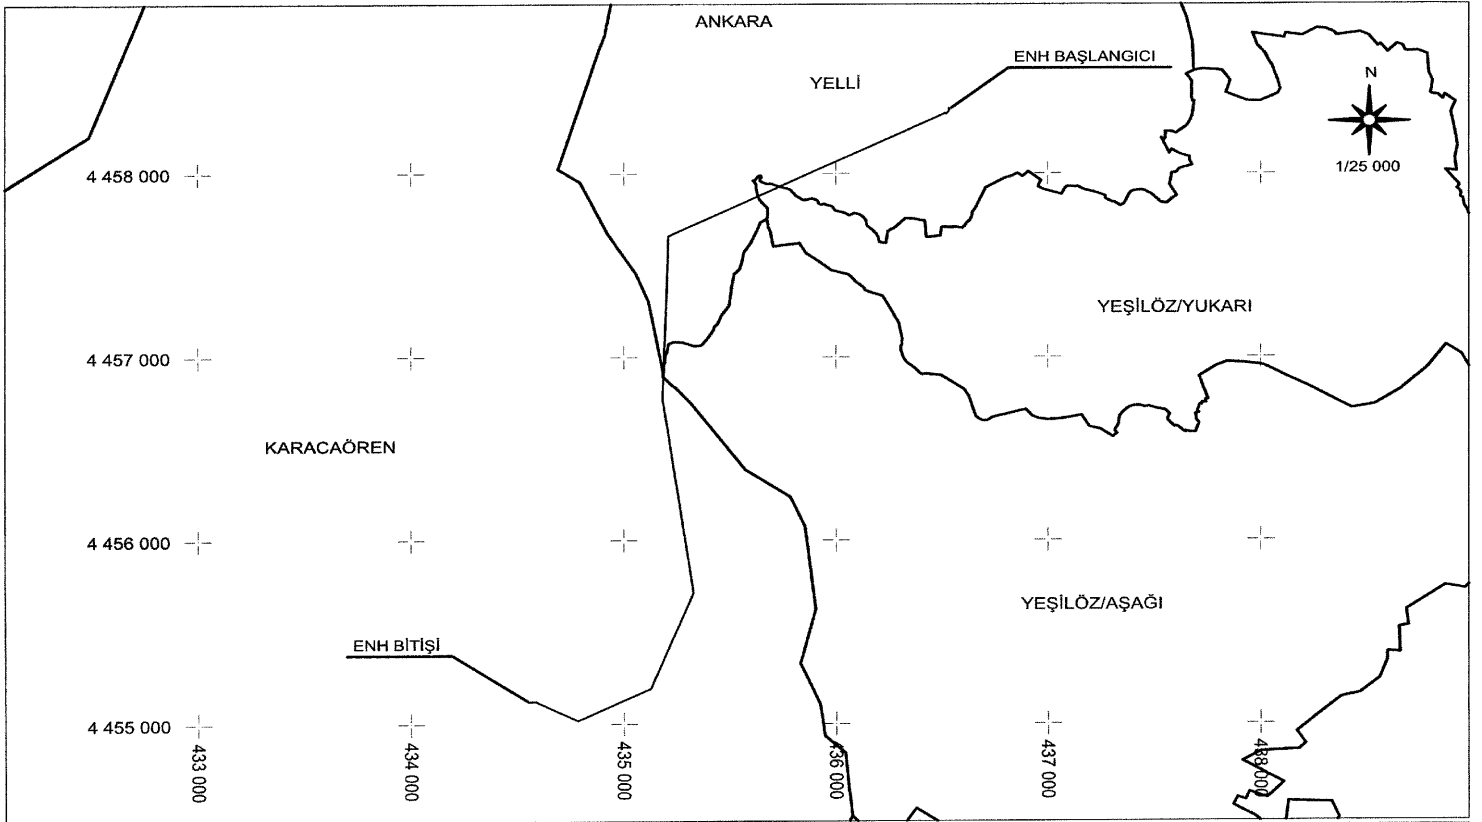 ANKARA
ENH BAŞLANGICI
YELLİ
N
1/25 000
4 458 000
YEŞİLÖZ/YUKARI
4 457 000
KARACAÖREN
4 456 000
YEŞİLÖZ/AŞAĞI
ENH BİTİŞİ
4 455 000
433 000
434 000
435 000
436 000
437 000
438 000